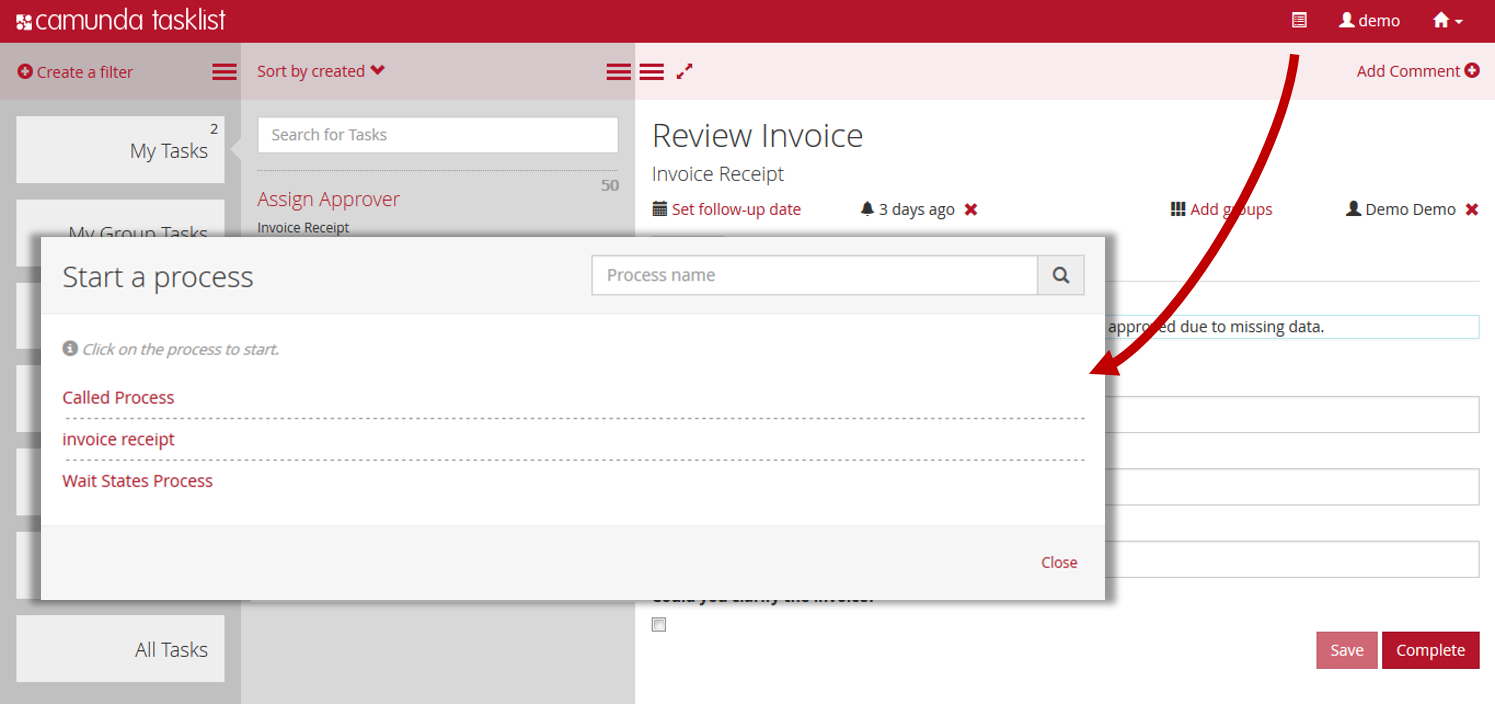 camunda tasklist
demo
Create a filter
Sort by created
Add Comment
2
My Tasks
Search for Tasks
Review Invoice
Invoice Receipt
50
Assign Approver
Invoice Receipt
Set follow-up date
3 days ago
Add groups
Demo Demo
My Group Tasks
Start a process
Process name
approved due to missing data.
Click on the process to start.
Called Process
invoice receipt
Wait States Process
Close
Could you clarify the invoice?
All Tasks
Save
Complete